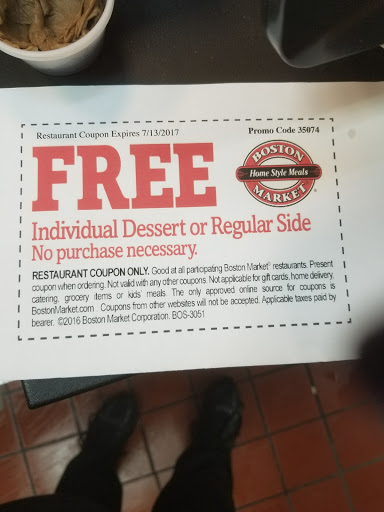 Restaurant Coupon Expires 7/13/2017 Promo Code 35074
FREE
BOSTON
Home Style Meals
MARKET®
Individual Dessert or Regular Side
No purchase necessary.
RESTAURANT COUPON ONLY. Good at all participating Boston Market® restaurants. Present
coupon when ordering. Not valid with any other coupons. Not applicable for gift cards, home delivery,
catering, grocery items or kids' meals. The only approved online source for coupons is
BostonMarket.com . Coupons from other websites will not be accepted. Applicable taxes paid by
bearer. ©2016 Boston Market Corporation. BOS-3051